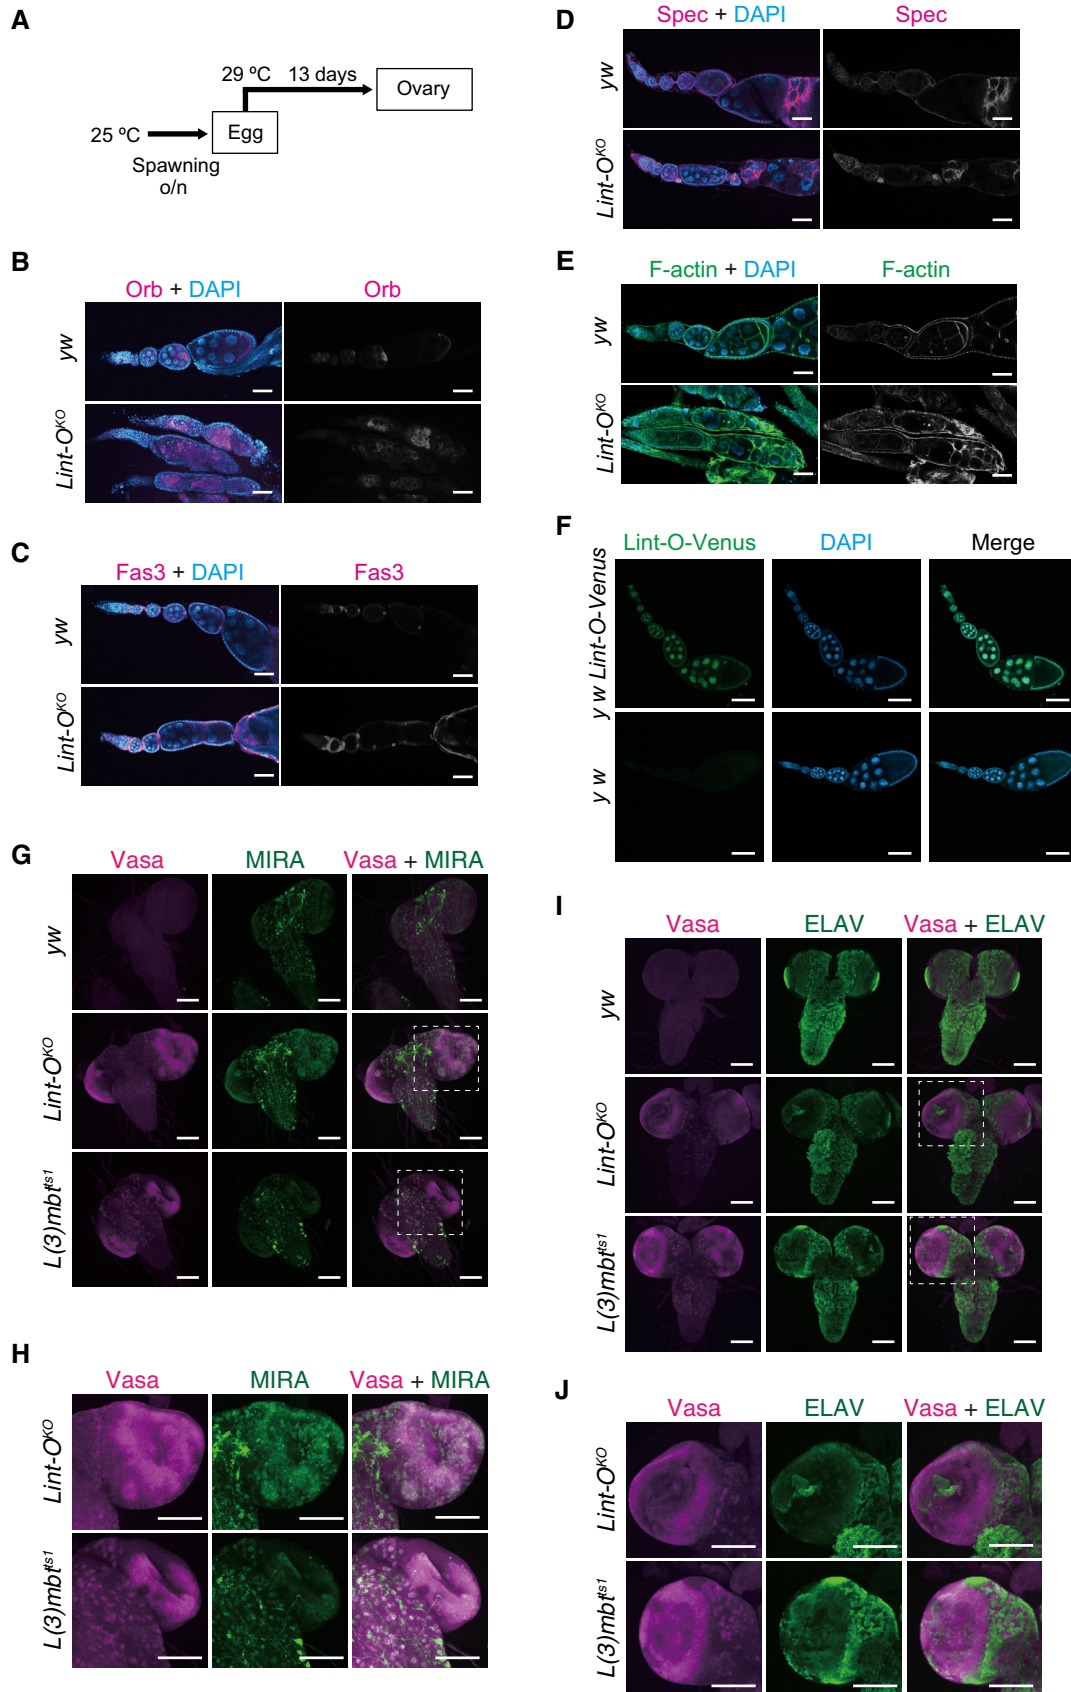 A
29 ºC 13 days
Ovary
25 ºC
Egg
Spawning
o/n
B
Orb + DAPI Orb
yw
Lint-O^KO
C
Fas3 + DAPI Fas3
yw
Lint-O^KO
D
Spec + DAPI Spec
yw
Lint-O^KO
E
F-actin + DAPI F-actin
yw
Lint-O^KO
F
Lint-O-Venus DAPI Merge
y w Lint-O-Venus
y w
G
Vasa MIRA Vasa + MIRA
yw
Lint-O^KO
L(3)mbt^ts1
H
Vasa MIRA Vasa + MIRA
Lint-O^KO
L(3)mbt^ts1
I
Vasa ELAV Vasa + ELAV
yw
Lint-O^KO
L(3)mbt^ts1
J
Vasa ELAV Vasa + ELAV
Lint-O^KO
L(3)mbt^ts1